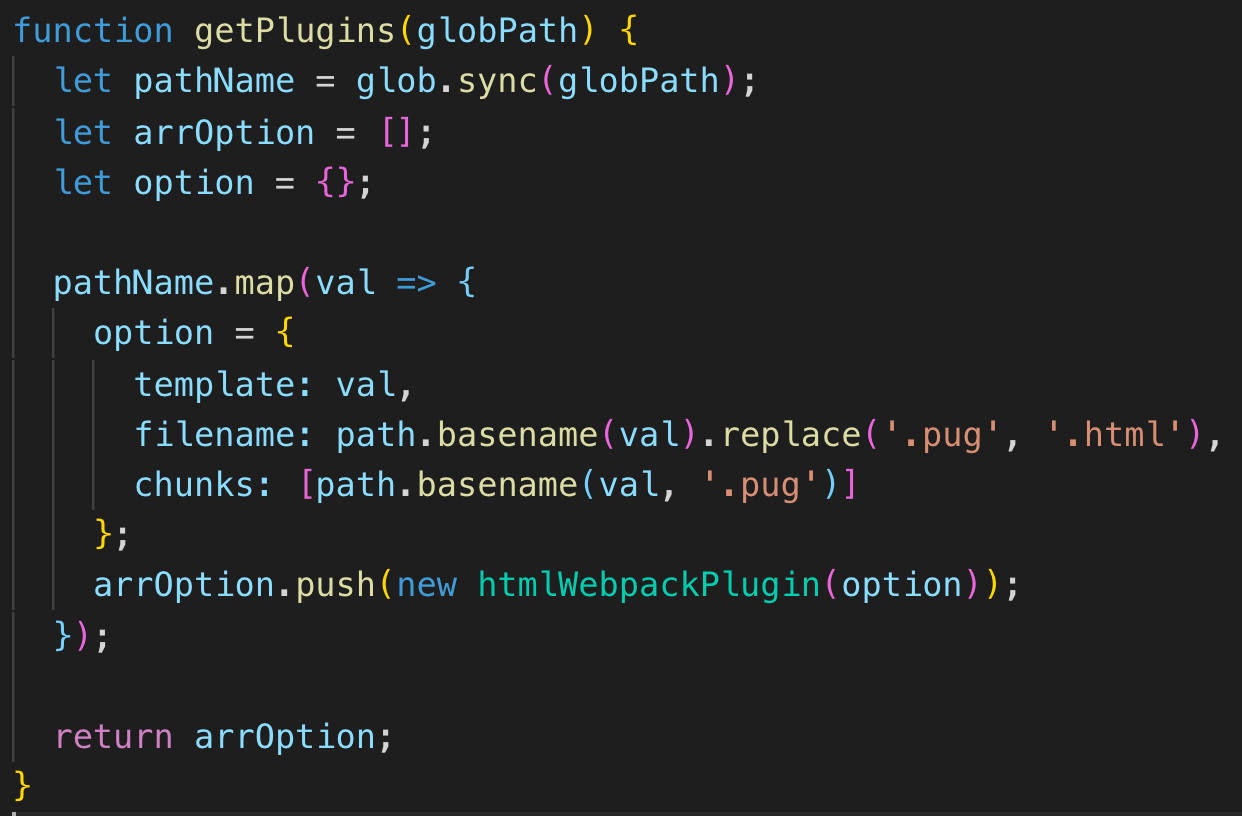 function getPlugins(globPath) {
  let pathName = glob.sync(globPath);
  let arrOption = [];
  let option = {};

  pathName.map(val => {
    option = {
      template: val,
      filename: path.basename(val).replace('.pug', '.html'),
      chunks: [path.basename(val, '.pug')]
    };
    arrOption.push(new htmlWebpackPlugin(option));
  });

  return arrOption;
}